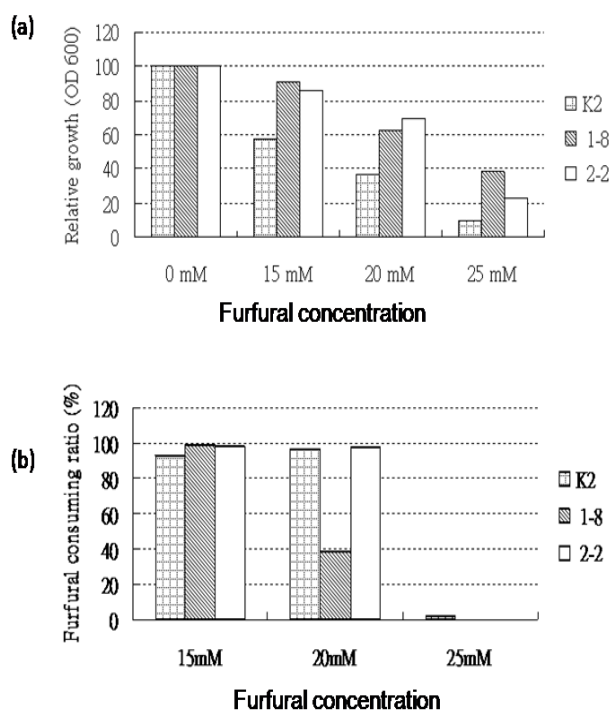 (a)
Relative growth (OD 600)
120
100
80
60
40
20
0
0 mM
15 mM
20 mM
25 mM
Furfural concentration
K2
1-8
2-2
(b)
Furfural consuming ratio (%)
120
100
80
60
40
20
0
15mM
20mM
25mM
Furfural concentration
K2
1-8
2-2